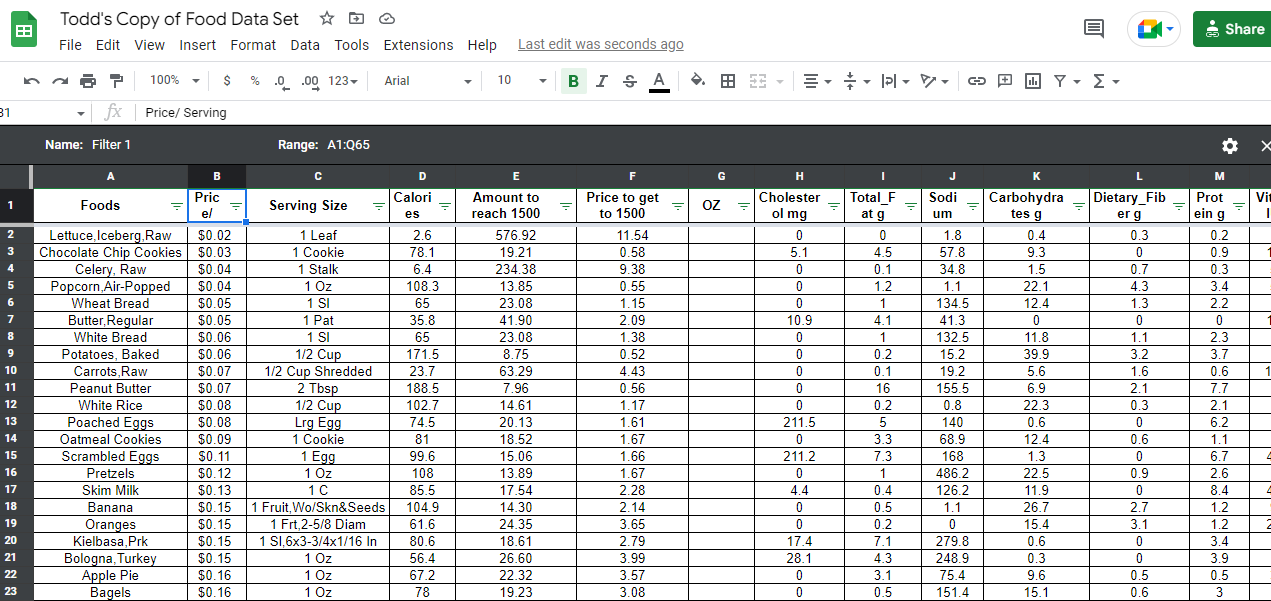 Todd's Copy of Food Data Set
File Edit View Insert Format Data Tools Extensions Help Last edit was seconds ago
Share
100% $ % .0 .00 123 Arial 10 B I S A
B1 fx Price/ Serving
Name: Filter 1 Range: A1:Q65
A B C D E F G H I J K L M
1 Foods Pric e/ Serving Size Calori es Amount to reach 1500 Price to get to 1500 OZ Cholester ol mg Total_F at g Sodi um Carbohydra tes g Dietary_Fib er g Prot ein g Vit
2 Lettuce,Iceberg,Raw $0.02 1 Leaf 2.6 576.92 11.54 0 0 1.8 0.4 0.3 0.2
3 Chocolate Chip Cookies $0.03 1 Cookie 78.1 19.21 0.58 5.1 4.5 57.8 9.3 0 0.9
4 Celery, Raw $0.04 1 Stalk 6.4 234.38 9.38 0 0.1 34.8 1.5 0.7 0.3
5 Popcorn,Air-Popped $0.04 1 Oz 108.3 13.85 0.55 0 1.2 1.1 22.1 4.3 3.4
6 Wheat Bread $0.05 1 Sl 65 23.08 1.15 0 1 134.5 12.4 1.3 2.2
7 Butter,Regular $0.05 1 Pat 35.8 41.90 2.09 10.9 4.1 41.3 0 0 0
8 White Bread $0.06 1 Sl 65 23.08 1.38 0 1 132.5 11.8 1.1 2.3
9 Potatoes, Baked $0.06 1/2 Cup 171.5 8.75 0.52 0 0.2 15.2 39.9 3.2 3.7
10 Carrots,Raw $0.07 1/2 Cup Shredded 23.7 63.29 4.43 0 0.1 19.2 5.6 1.6 0.6
11 Peanut Butter $0.07 2 Tbsp 188.5 7.96 0.56 0 16 155.5 6.9 2.1 7.7
12 White Rice $0.08 1/2 Cup 102.7 14.61 1.17 0 0.2 0.8 22.3 0.3 2.1
13 Poached Eggs $0.08 Lrg Egg 74.5 20.13 1.61 211.5 5 140 0.6 0 6.2
14 Oatmeal Cookies $0.09 1 Cookie 81 18.52 1.67 0 3.3 68.9 12.4 0.6 1.1
15 Scrambled Eggs $0.11 1 Egg 99.6 15.06 1.66 211.2 7.3 168 1.3 0 6.7
16 Pretzels $0.12 1 Oz 108 13.89 1.67 0 1 486.2 22.5 0.9 2.6
17 Skim Milk $0.13 1 C 85.5 17.54 2.28 4.4 0.4 126.2 11.9 0 8.4
18 Banana $0.15 1 Fruit,Wo/Skn&Seeds 104.9 14.30 2.14 0 0.5 1.1 26.7 2.7 1.2
19 Oranges $0.15 1 Frt,2-5/8 Diam 61.6 24.35 3.65 0 0.2 0 15.4 3.1 1.2
20 Kielbasa,Prk $0.15 1 Sl,6x3-3/4x1/16 In 80.6 18.61 2.79 17.4 7.1 279.8 0.6 0 3.4
21 Bologna,Turkey $0.15 1 Oz 56.4 26.60 3.99 28.1 4.3 248.9 0.3 0 3.9
22 Apple Pie $0.16 1 Oz 67.2 22.32 3.57 0 3.1 75.4 9.6 0.5 0.5
23 Bagels $0.16 1 Oz 78 19.23 3.08 0 0.5 151.4 15.1 0.6 3